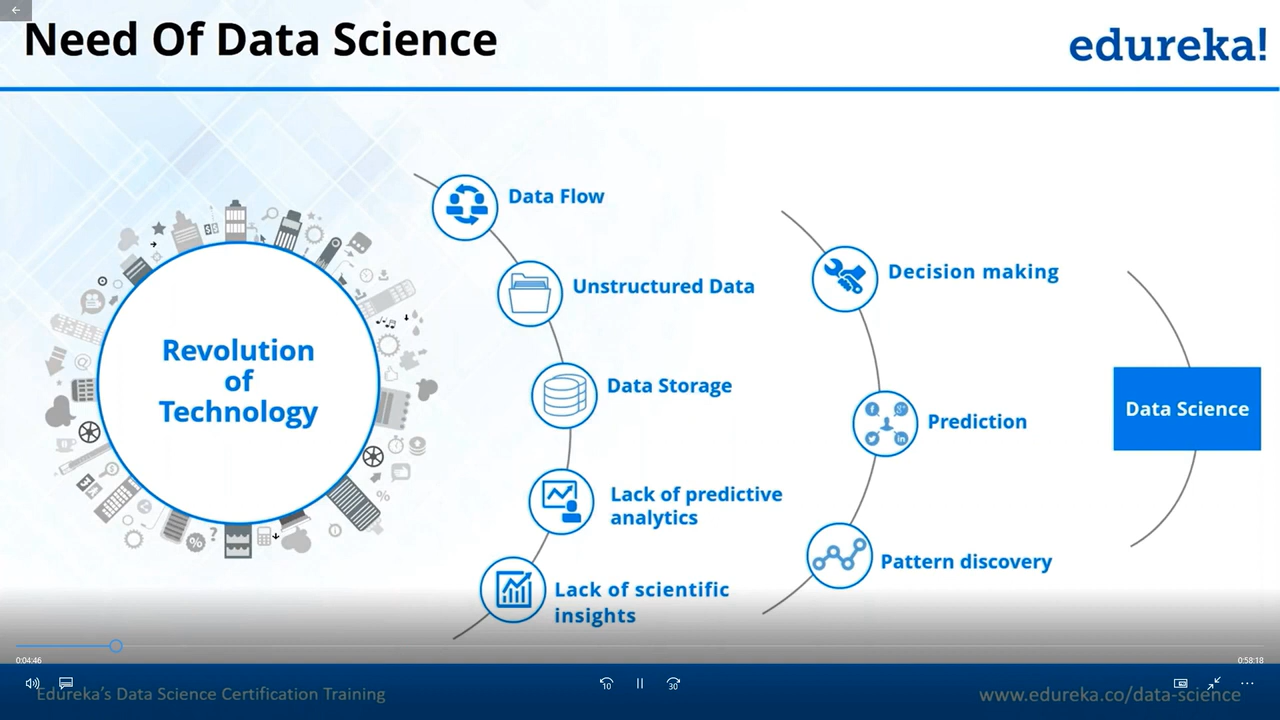 Need Of Data Science
edureka!
Revolution
of
Technology
Data Flow
Unstructured Data
Data Storage
Lack of predictive
analytics
Lack of scientific
insights
Decision making
Prediction
Pattern discovery
Data Science
0:04:46
0:58:18
Edureka's Data Science Certification Training
10
30
www.edureka.co/data-science